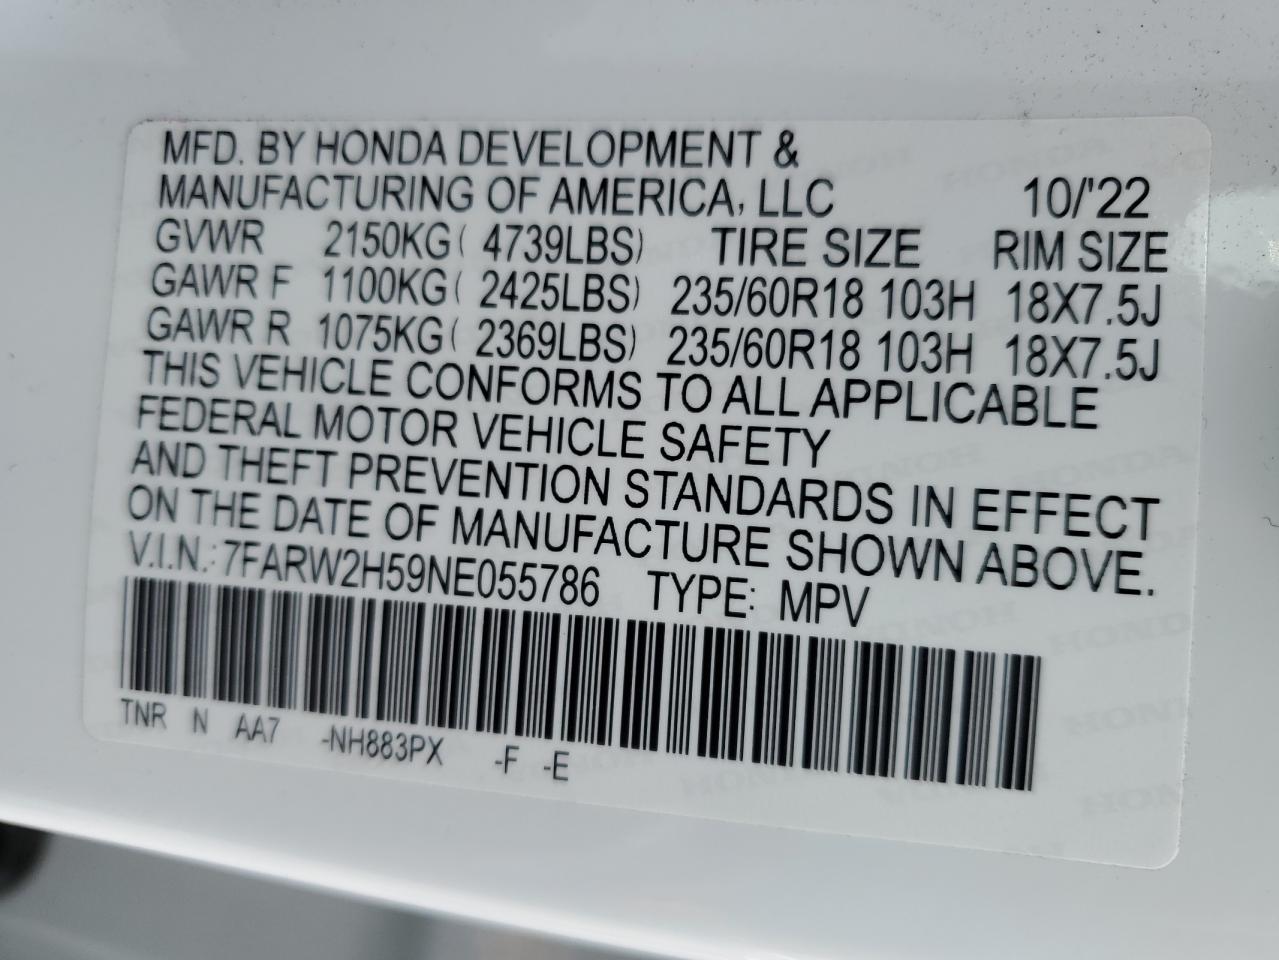 MFD. BY HONDA DEVELOPMENT &
MANUFACTURING OF AMERICA, LLC 10/'22
GVWR 2150KG( 4739LBS) TIRE SIZE RIM SIZE
GAWR F 1100KG( 2425LBS) 235/60R18 103H 18X7.5J
GAWR R 1075KG( 2369LBS) 235/60R18 103H 18X7.5J
THIS VEHICLE CONFORMS TO ALL APPLICABLE
FEDERAL MOTOR VEHICLE SAFETY
AND THEFT PREVENTION STANDARDS IN EFFECT
ON THE DATE OF MANUFACTURE SHOWN ABOVE.
V.I.N.: 7FARW2H59NE055786 TYPE: MPV
TNR N AA7 -NH883PX -F -E